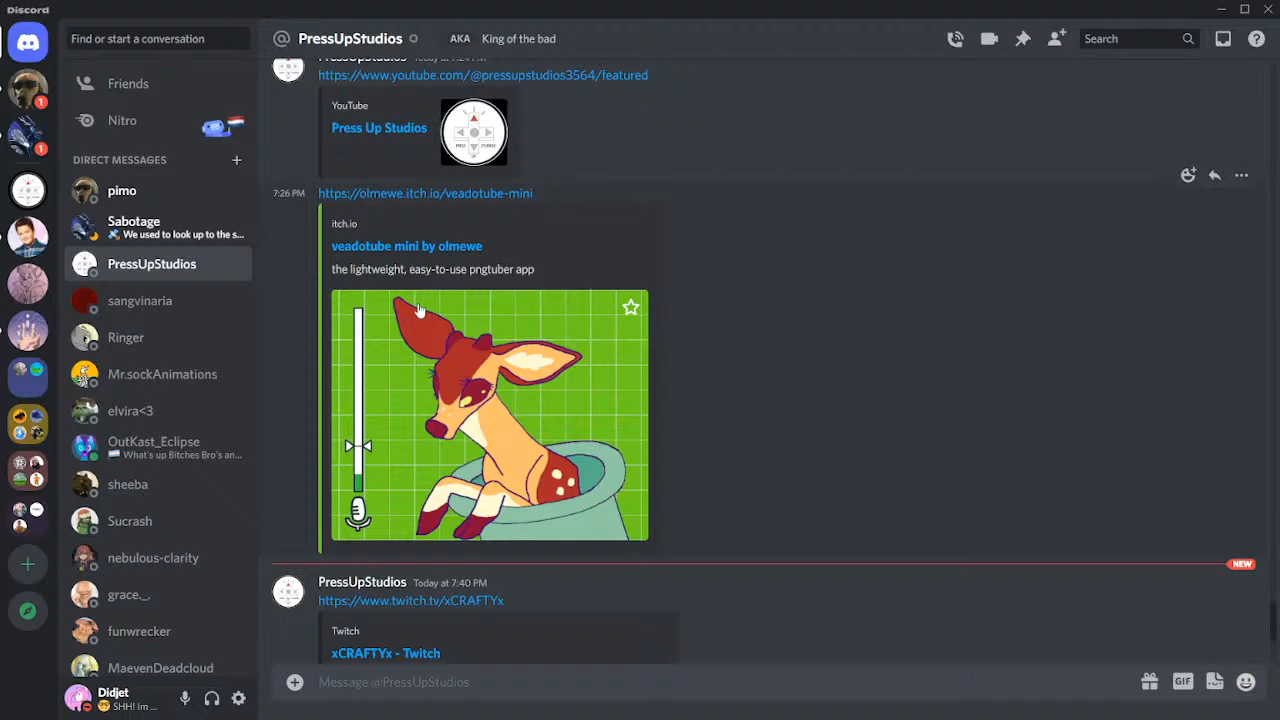 Discord
Find or start a conversation
PressUpStudios
AKA King of the bad
Search
1
1
Friends
Nitro
DIRECT MESSAGES
pimo
Sabotage
We used to look up to the s...
PressUpStudios
sangvinaria
Ringer
Mr.sockAnimations
elvira<3
OutKast_Eclipse
What's up Bitches Bro's an...
sheeba
Sucrash
nebulous-clarity
grace._.
funwrecker
MaevenDeadcloud
Didjet
SHH! Im ...
https://www.youtube.com/@pressupstudios3564/featured
YouTube
Press Up Studios
7:26 PM
https://olmewe.itch.io/veadotube-mini
itch.io
veadotube mini by olmewe
the lightweight, easy-to-use pngtuber app
NEW
PressUpStudios Today at 7:40 PM
https://www.twitch.tv/xCRAFTYx
Twitch
xCRAFTYx - Twitch
Message @PressUpStudios
GIF